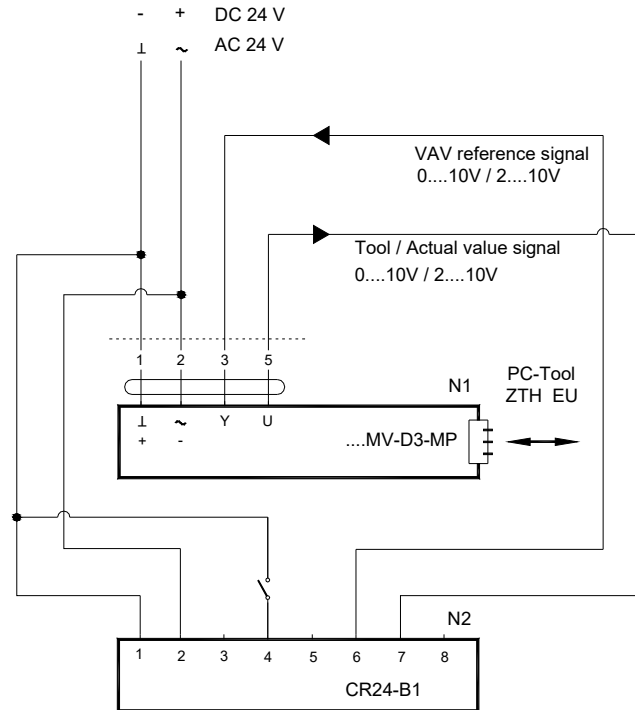 - + DC 24 V
⊥ ~ AC 24 V
VAV reference signal
0....10V / 2....10V
Tool / Actual value signal
0....10V / 2....10V
1 2 3 5
N1
PC-Tool
ZTH EU
⊥ ~ Y U
+ -
....MV-D3-MP
N2
1 2 3 4 5 6 7 8
CR24-B1